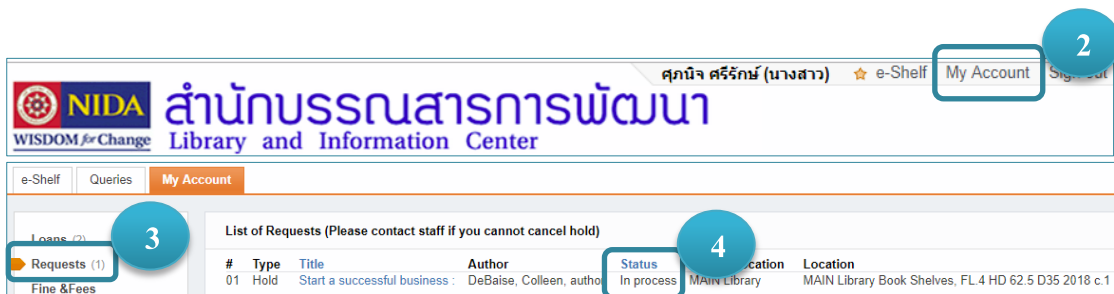 2
ศุภนิจ ศรีรักษ์ (นางสาว) e-Shelf My Account Sign out
NIDA
WISDOM for Change
สำนักบรรณสารการพัฒนา
Library and Information Center
e-Shelf Queries My Account
Loans (2)
3
Requests (1)
Fine &Fees
List of Requests (Please contact staff if you cannot cancel hold)
4
# Type Title Author Status Location Location
01 Hold Start a successful business : DeBaise, Colleen, author In process MAIN Library MAIN Library Book Shelves, FL.4 HD 62.5 D35 2018 c.1